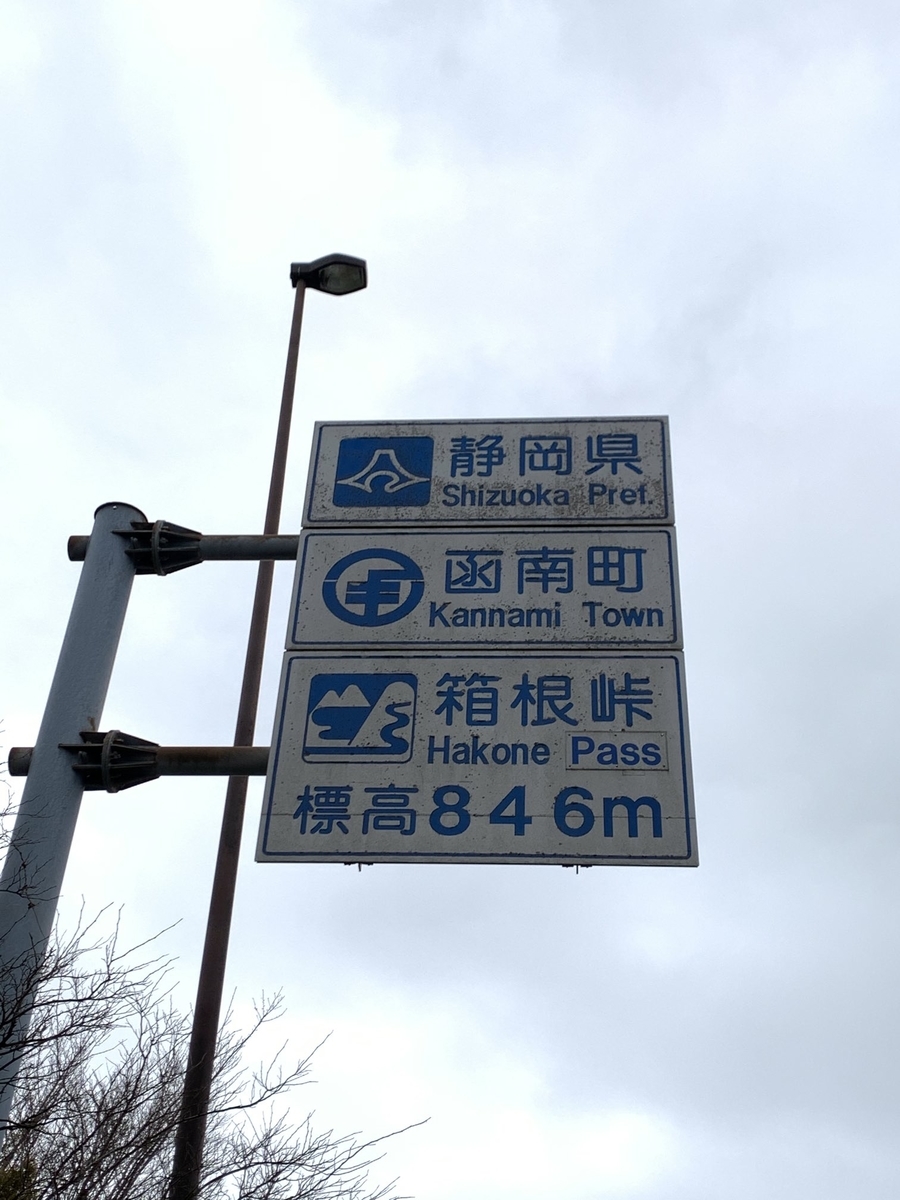 静岡県
Shizuoka Pref.
函南町
Kannami Town
箱根峠
Hakone Pass
標高846m